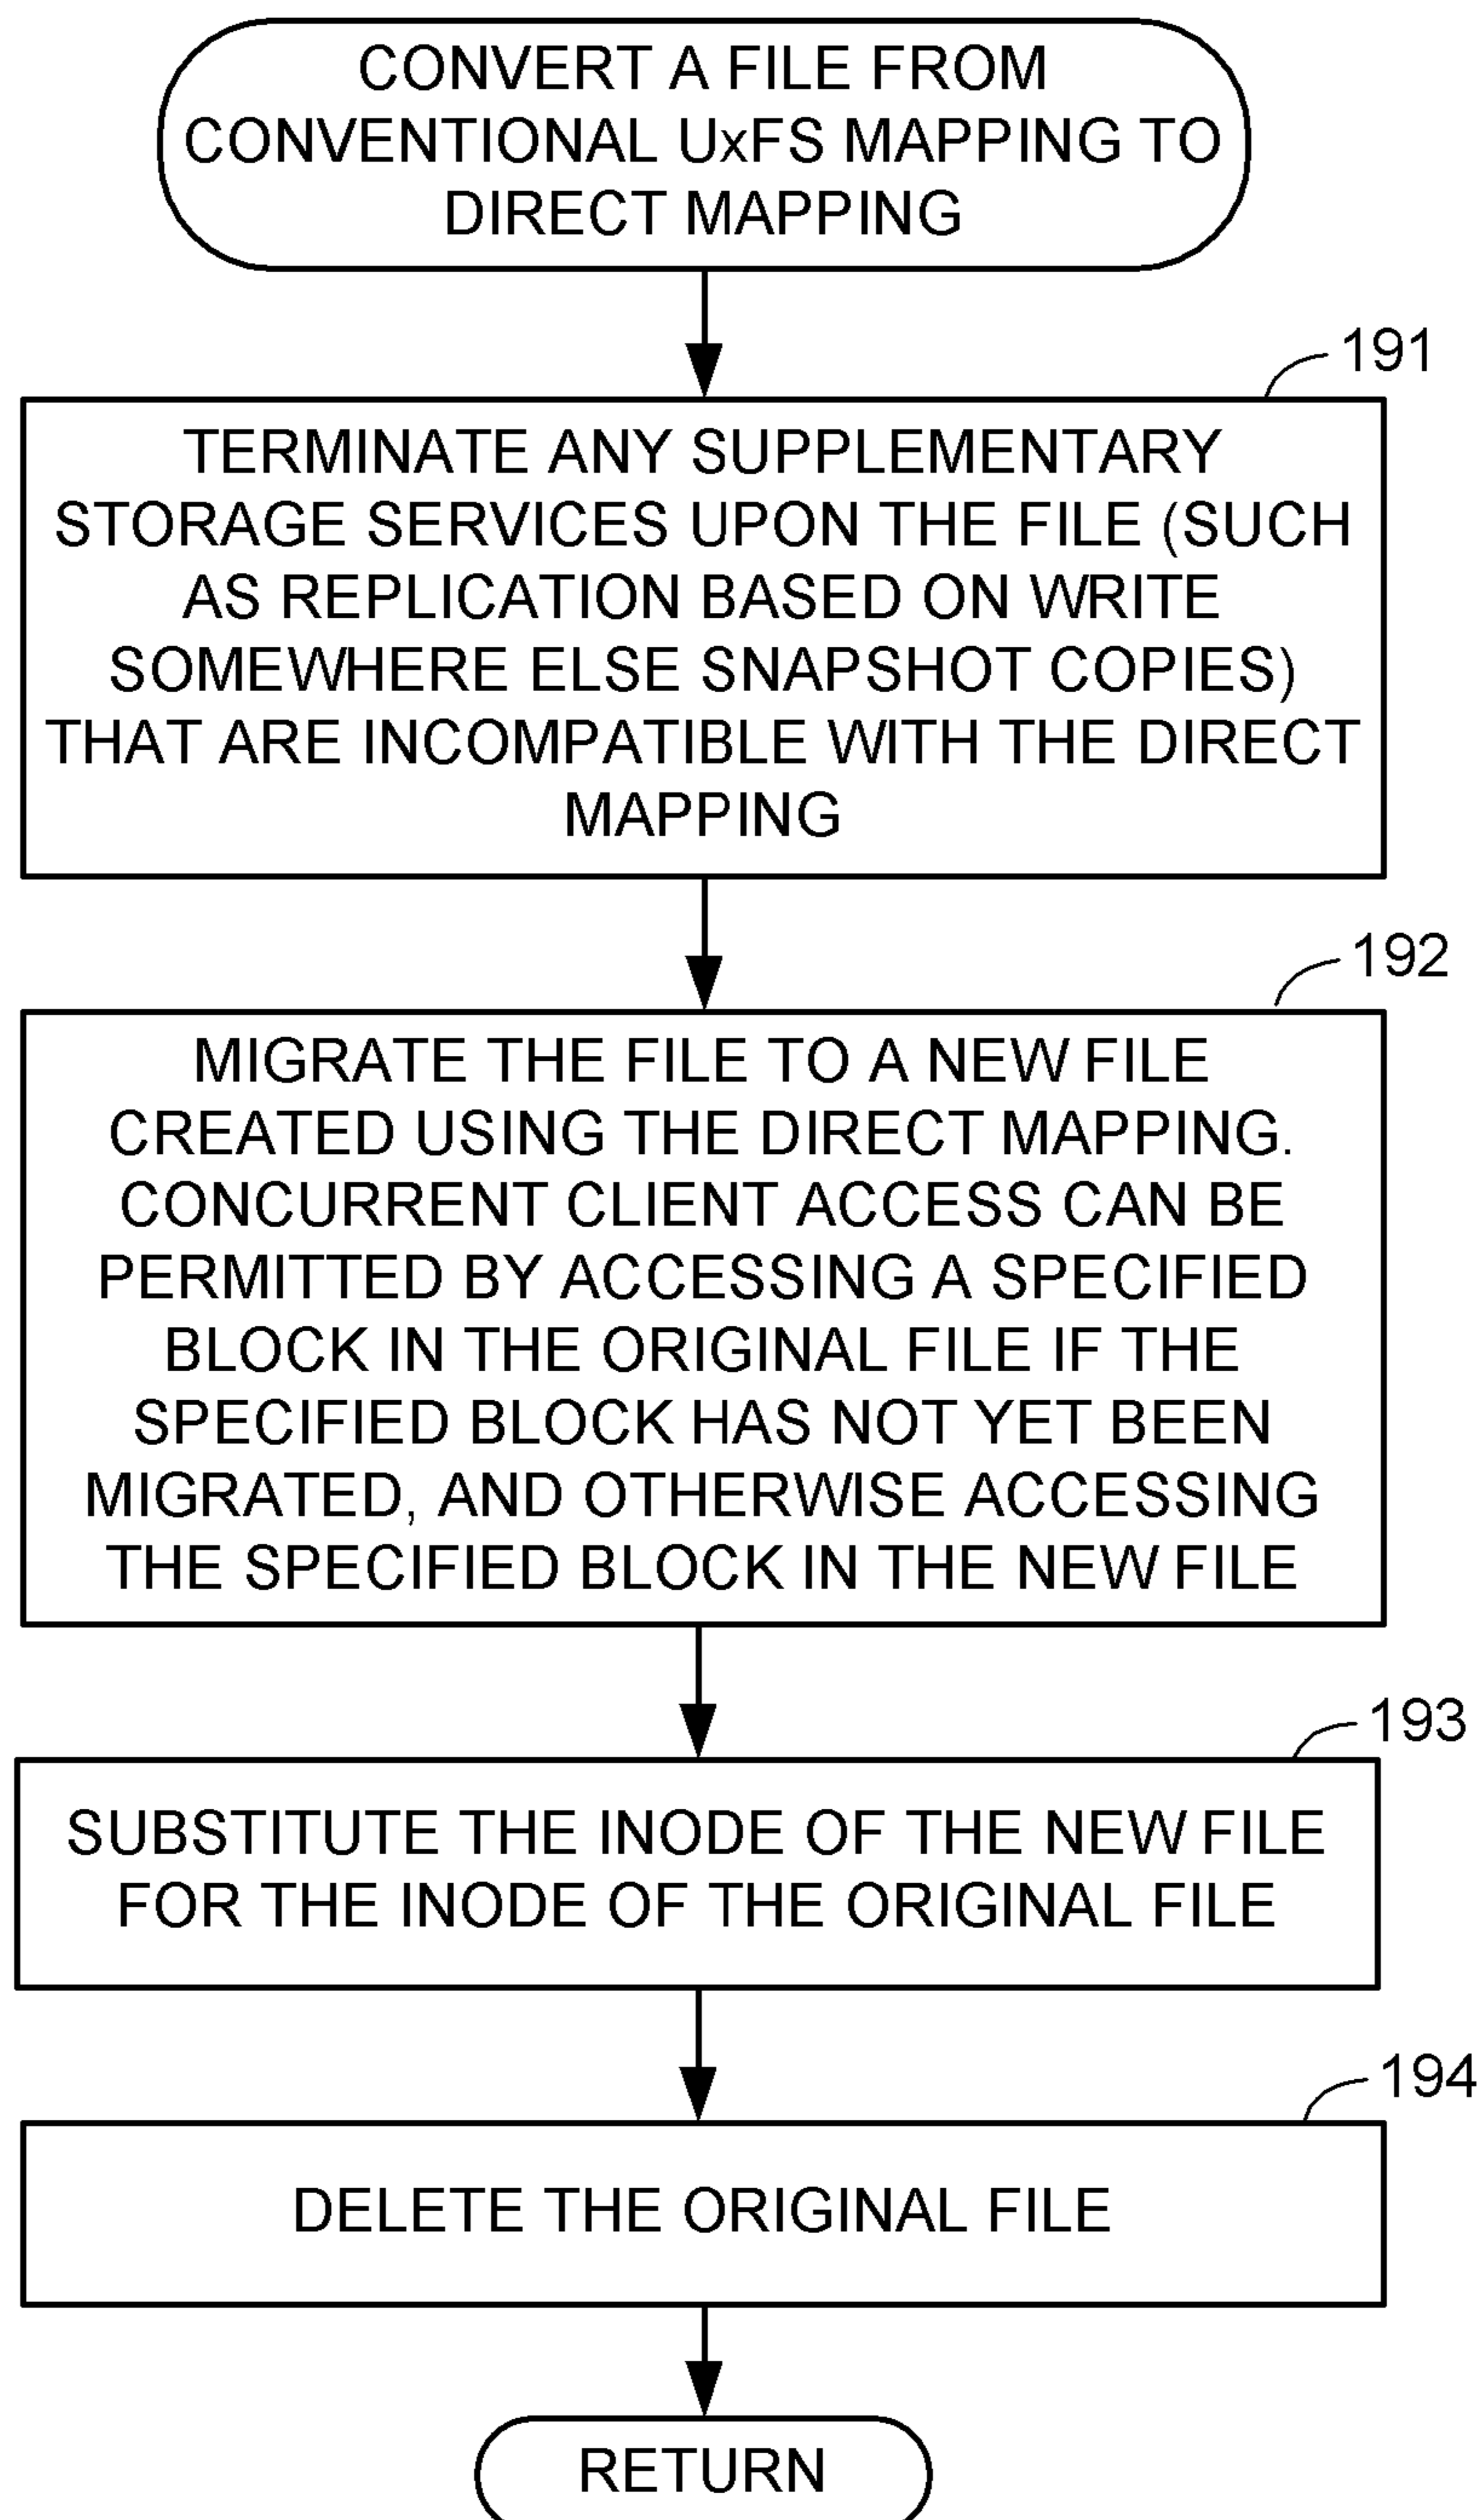 CONVERT A FILE FROM
CONVENTIONAL UxFS MAPPING TO
DIRECT MAPPING
191
TERMINATE ANY SUPPLEMENTARY
STORAGE SERVICES UPON THE FILE (SUCH
AS REPLICATION BASED ON WRITE
SOMEWHERE ELSE SNAPSHOT COPIES)
THAT ARE INCOMPATIBLE WITH THE DIRECT
MAPPING
192
MIGRATE THE FILE TO A NEW FILE
CREATED USING THE DIRECT MAPPING.
CONCURRENT CLIENT ACCESS CAN BE
PERMITTED BY ACCESSING A SPECIFIED
BLOCK IN THE ORIGINAL FILE IF THE
SPECIFIED BLOCK HAS NOT YET BEEN
MIGRATED, AND OTHERWISE ACCESSING
THE SPECIFIED BLOCK IN THE NEW FILE
193
SUBSTITUTE THE INODE OF THE NEW FILE
FOR THE INODE OF THE ORIGINAL FILE
194
DELETE THE ORIGINAL FILE
RETURN